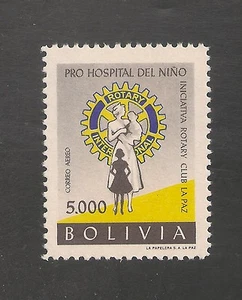 PRO HOSPITAL DEL NIÑO
INICIATIVA ROTARY CLUB LA PAZ
ROTARY
INTERNATIONAL
CORREO AEREO
5.000
BOLIVIA
LA PAPELERA S. A. LA PAZ